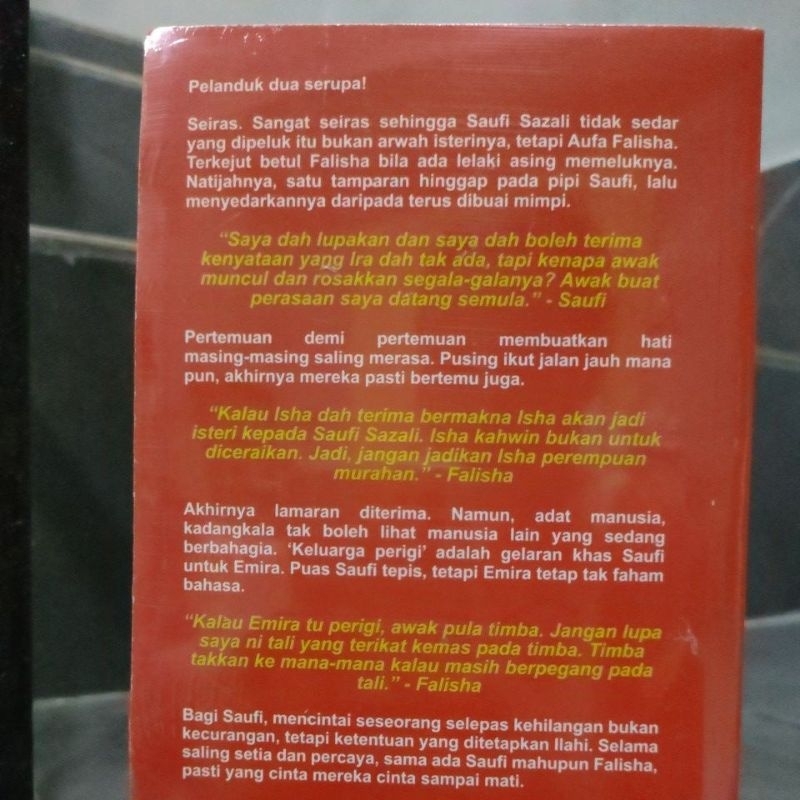 Pelanduk dua serupa!
Seiras. Sangat seiras sehingga Saufi Sazali tidak sedar
yang dipeluk itu bukan arwah isterinya, tetapi Aufa Falisha.
Terkejut betul Falisha bila ada lelaki asing memeluknya.
Natijahnya, satu tamparan hinggap pada pipi Saufi, lalu
menyedarkannya daripada terus dibuai mimpi.
“Saya dah lupakan dan saya dah boleh terima
kenyataan yang Ira dah tak ada, tapi kenapa awak
muncul dan rosakkan segala-galanya? Awak buat
perasaan saya datang semula.” - Saufi
Pertemuan demi pertemuan membuatkan hati
masing-masing saling merasa. Pusing ikut jalan jauh mana
pun, akhirnya mereka pasti bertemu juga.
“Kalau Isha dah terima bermakna Isha akan jadi
isteri kepada Saufi Sazali. Isha kahwin bukan untuk
diceraikan. Jadi, jangan jadikan Isha perempuan
murahan.” - Falisha
Akhirnya lamaran diterima. Namun, adat manusia,
kadangkala tak boleh lihat manusia lain yang sedang
berbahagia. ‘Keluarga perigi’ adalah gelaran khas Saufi
untuk Emira. Puas Saufi tepis, tetapi Emira tetap tak faham
bahasa.
“Kalau Emira tu perigi, awak pula timba. Jangan lupa
saya ni tali yang terikat kemas pada timba. Timba
takkan ke mana-mana kalau masih berpegang pada
tali.” - Falisha
Bagi Saufi, mencintai seseorang selepas kehilangan bukan
kecurangan, tetapi ketentuan yang ditetapkan Ilahi. Selama
saling setia dan percaya, sama ada Saufi mahupun Falisha,
pasti yang cinta mereka cinta sampai mati.